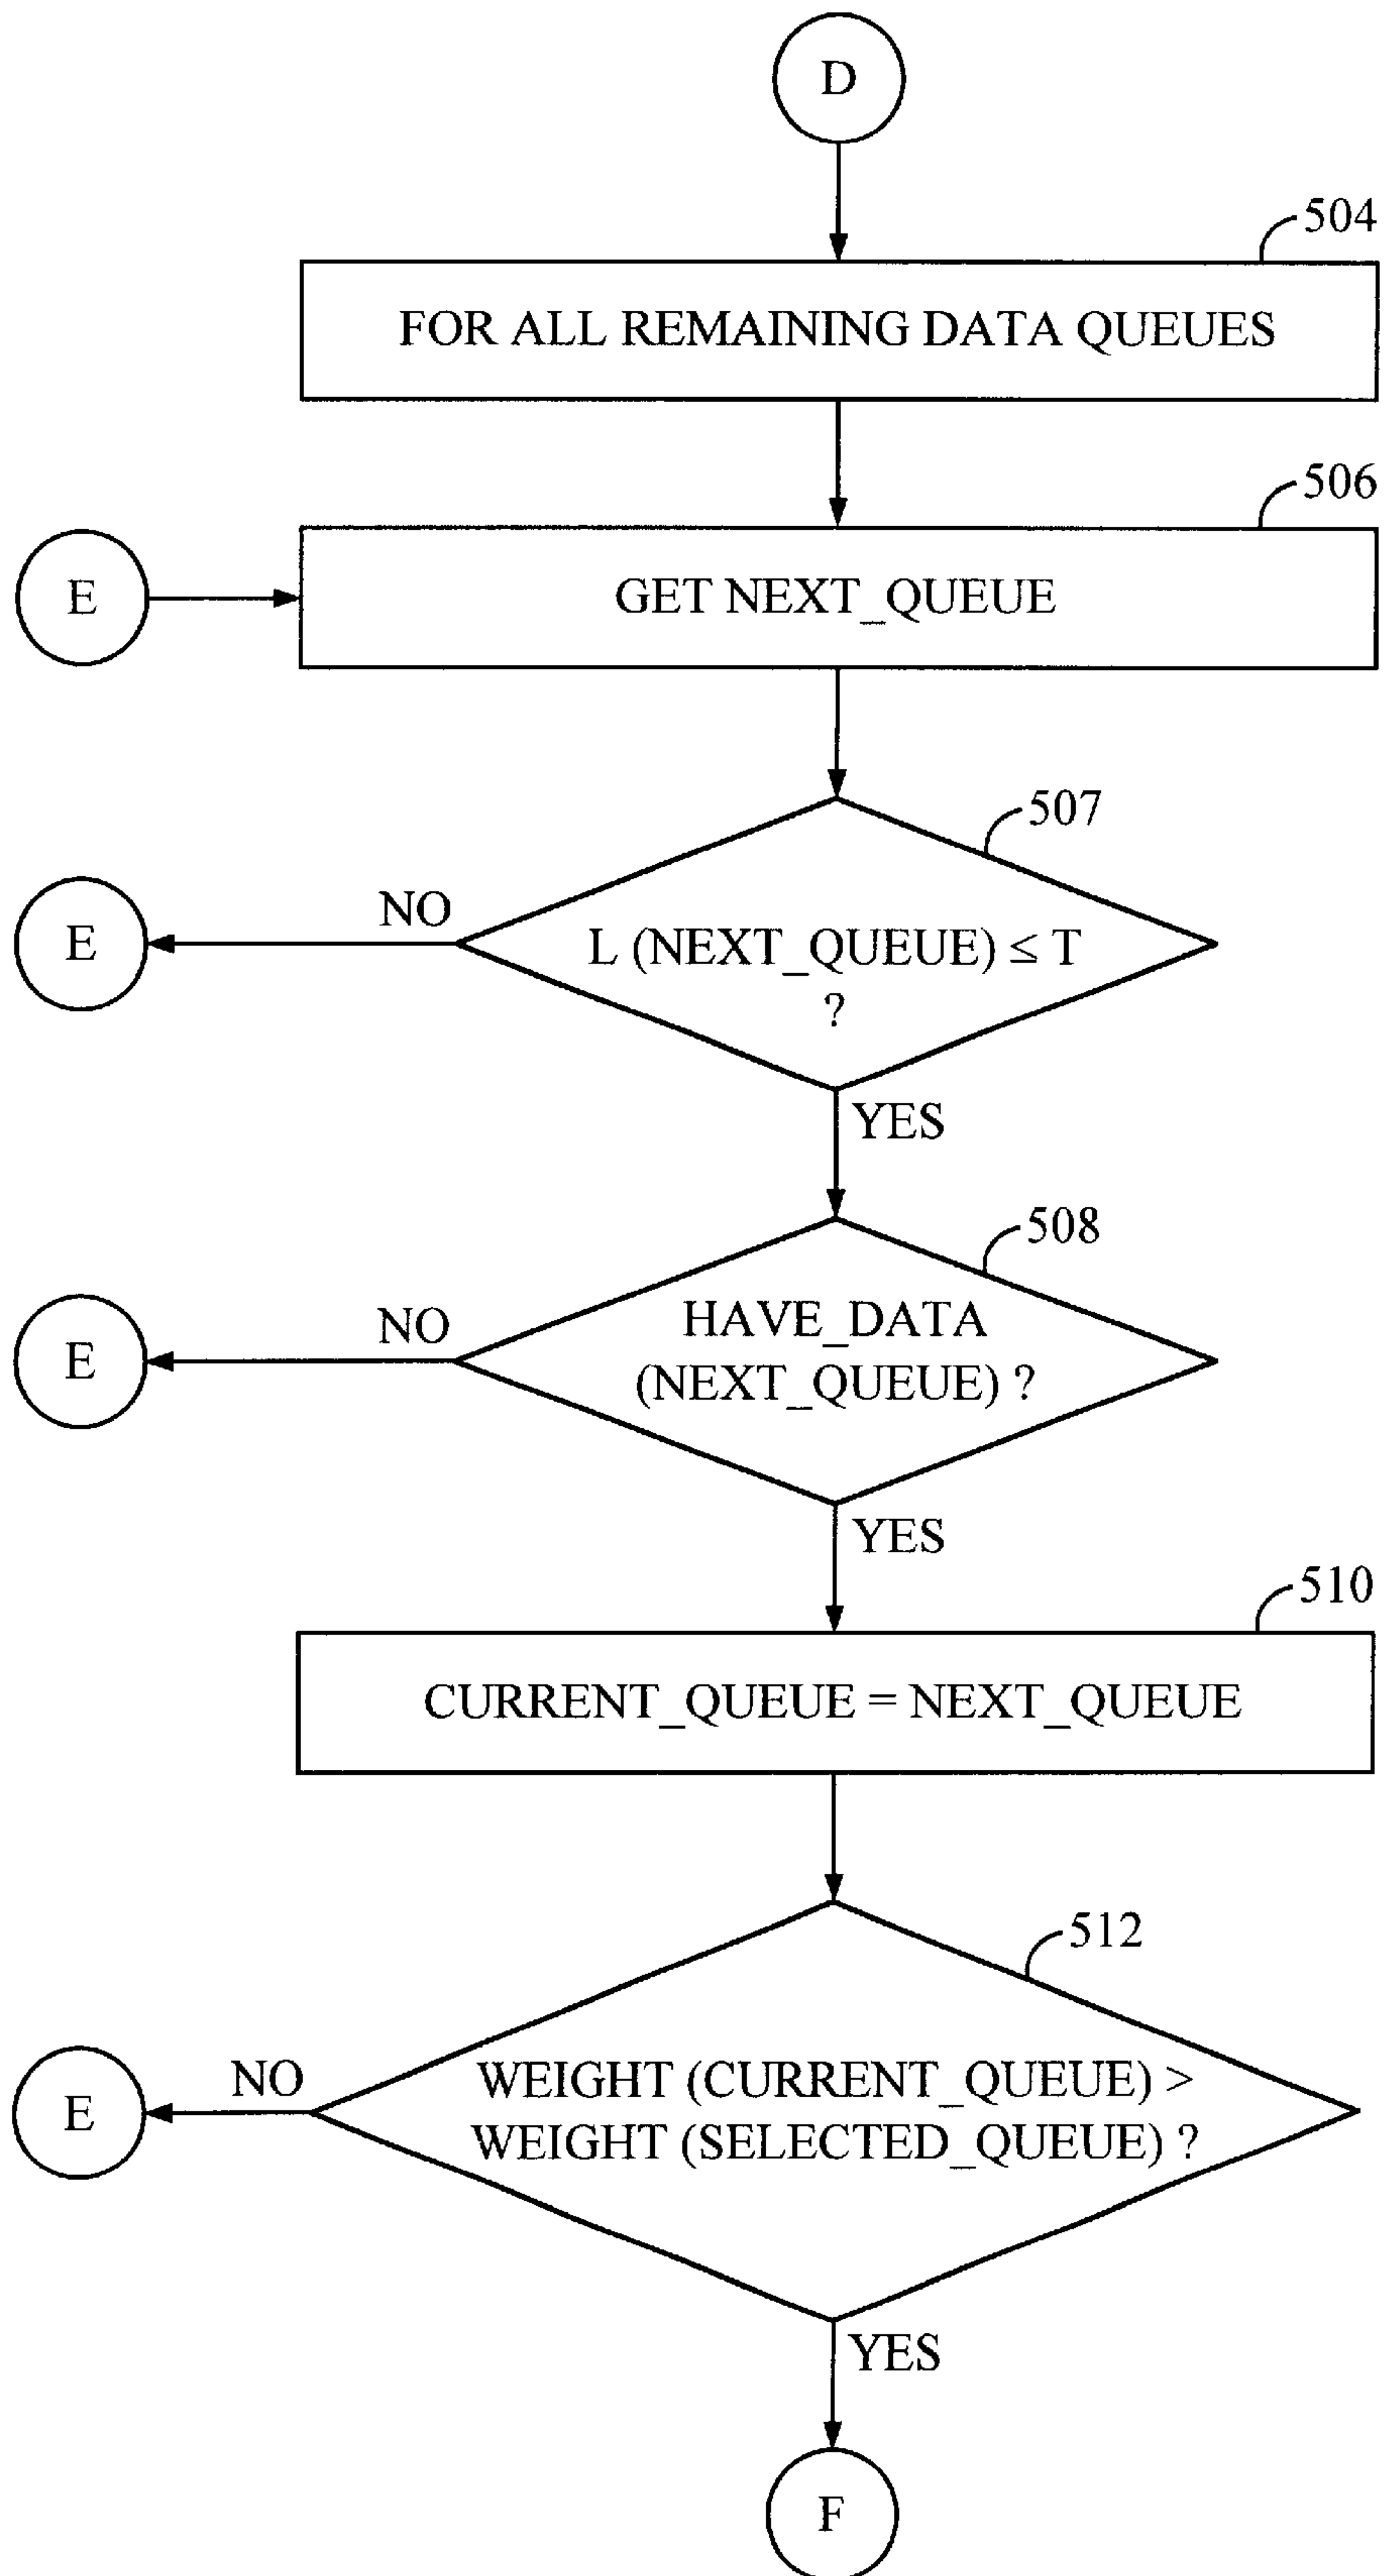 D
504
FOR ALL REMAINING DATA QUEUES
506
E
GET NEXT_QUEUE
507
NO
E
L (NEXT_QUEUE) ≤ T
?
YES
508
NO
E
HAVE_DATA
(NEXT_QUEUE) ?
YES
510
CURRENT_QUEUE = NEXT_QUEUE
512
NO
E
WEIGHT (CURRENT_QUEUE) >
WEIGHT (SELECTED_QUEUE) ?
YES
F